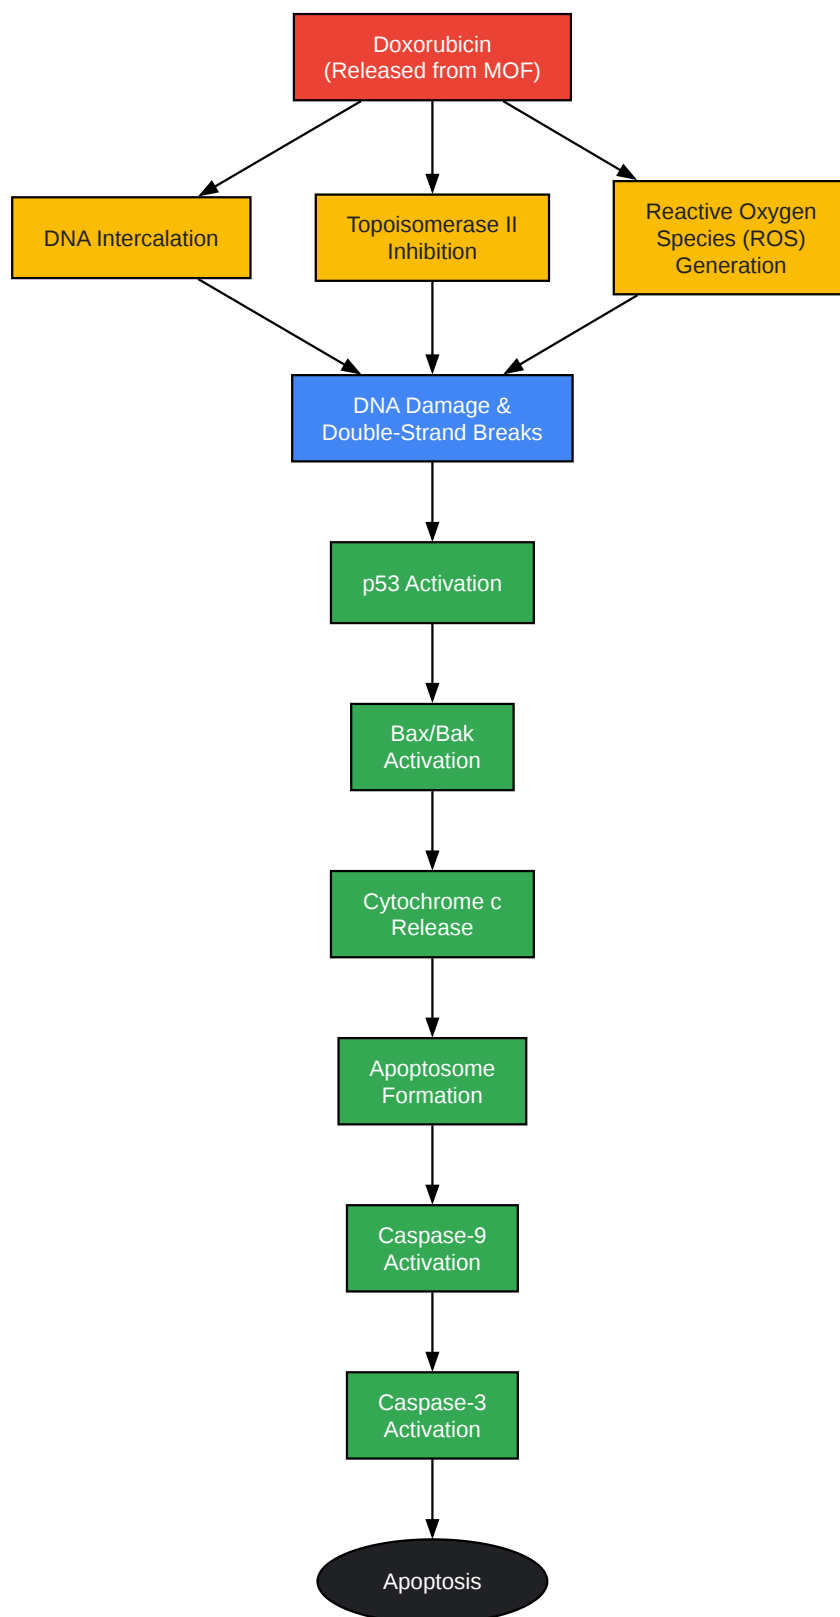 Doxorubicin
(Released from MOF)
DNA Intercalation
Topoisomerase II
Inhibition
Reactive Oxygen
Species (ROS)
Generation
DNA Damage &
Double-Strand Breaks
p53 Activation
Bax/Bak
Activation
Cytochrome c
Release
Apoptosome
Formation
Caspase-9
Activation
Caspase-3
Activation
Apoptosis